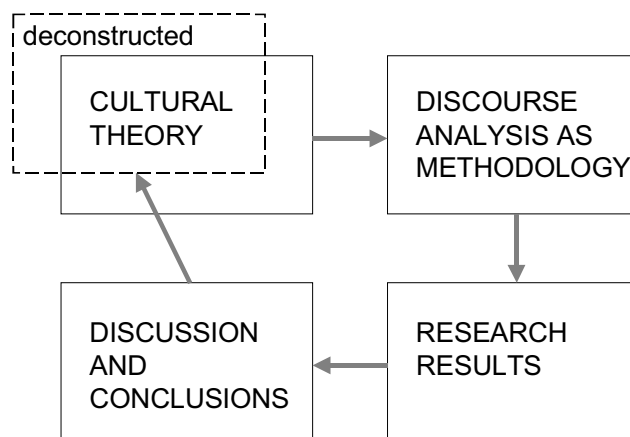 deconstructed
CULTURAL
THEORY
DISCOURSE
ANALYSIS AS
METHODOLOGY
DISCUSSION
AND
CONCLUSIONS
RESEARCH
RESULTS